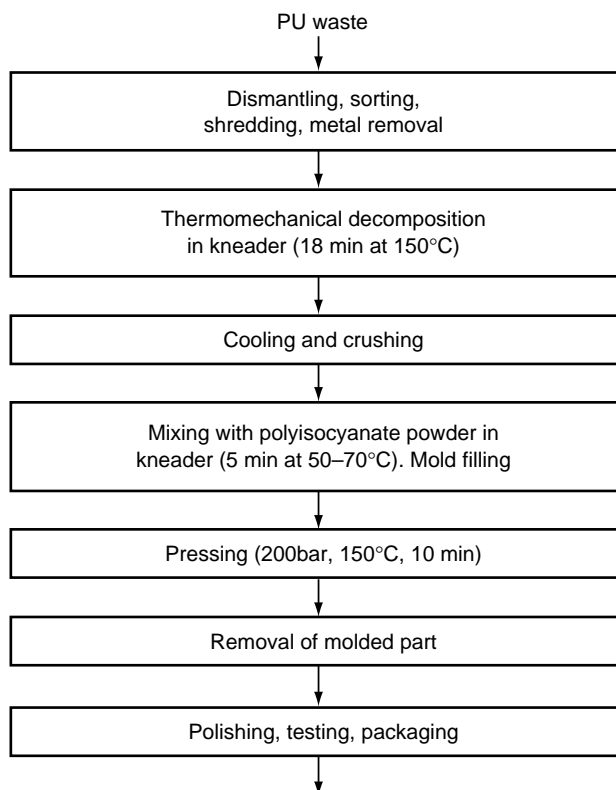 PU waste
Dismantling, sorting,
shredding, metal removal
Thermomechanical decomposition
in kneader (18 min at 150°C)
Cooling and crushing
Mixing with polyisocyanate powder in
kneader (5 min at 50–70°C). Mold filling
Pressing (200bar, 150°C, 10 min)
Removal of molded part
Polishing, testing, packaging